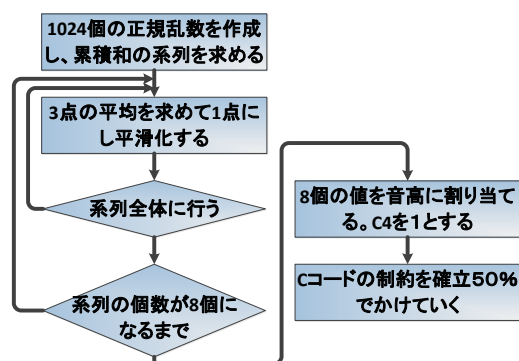 1024個の正規乱数を作成
し、累積和の系列を求める
3点の平均を求めて1点に
し平滑化する
系列全体に行う
系列の個数が8個に
なるまで
8個の値を音高に割り当て
る。C4を1とする
Cコードの制約を確立50%
でかけていく